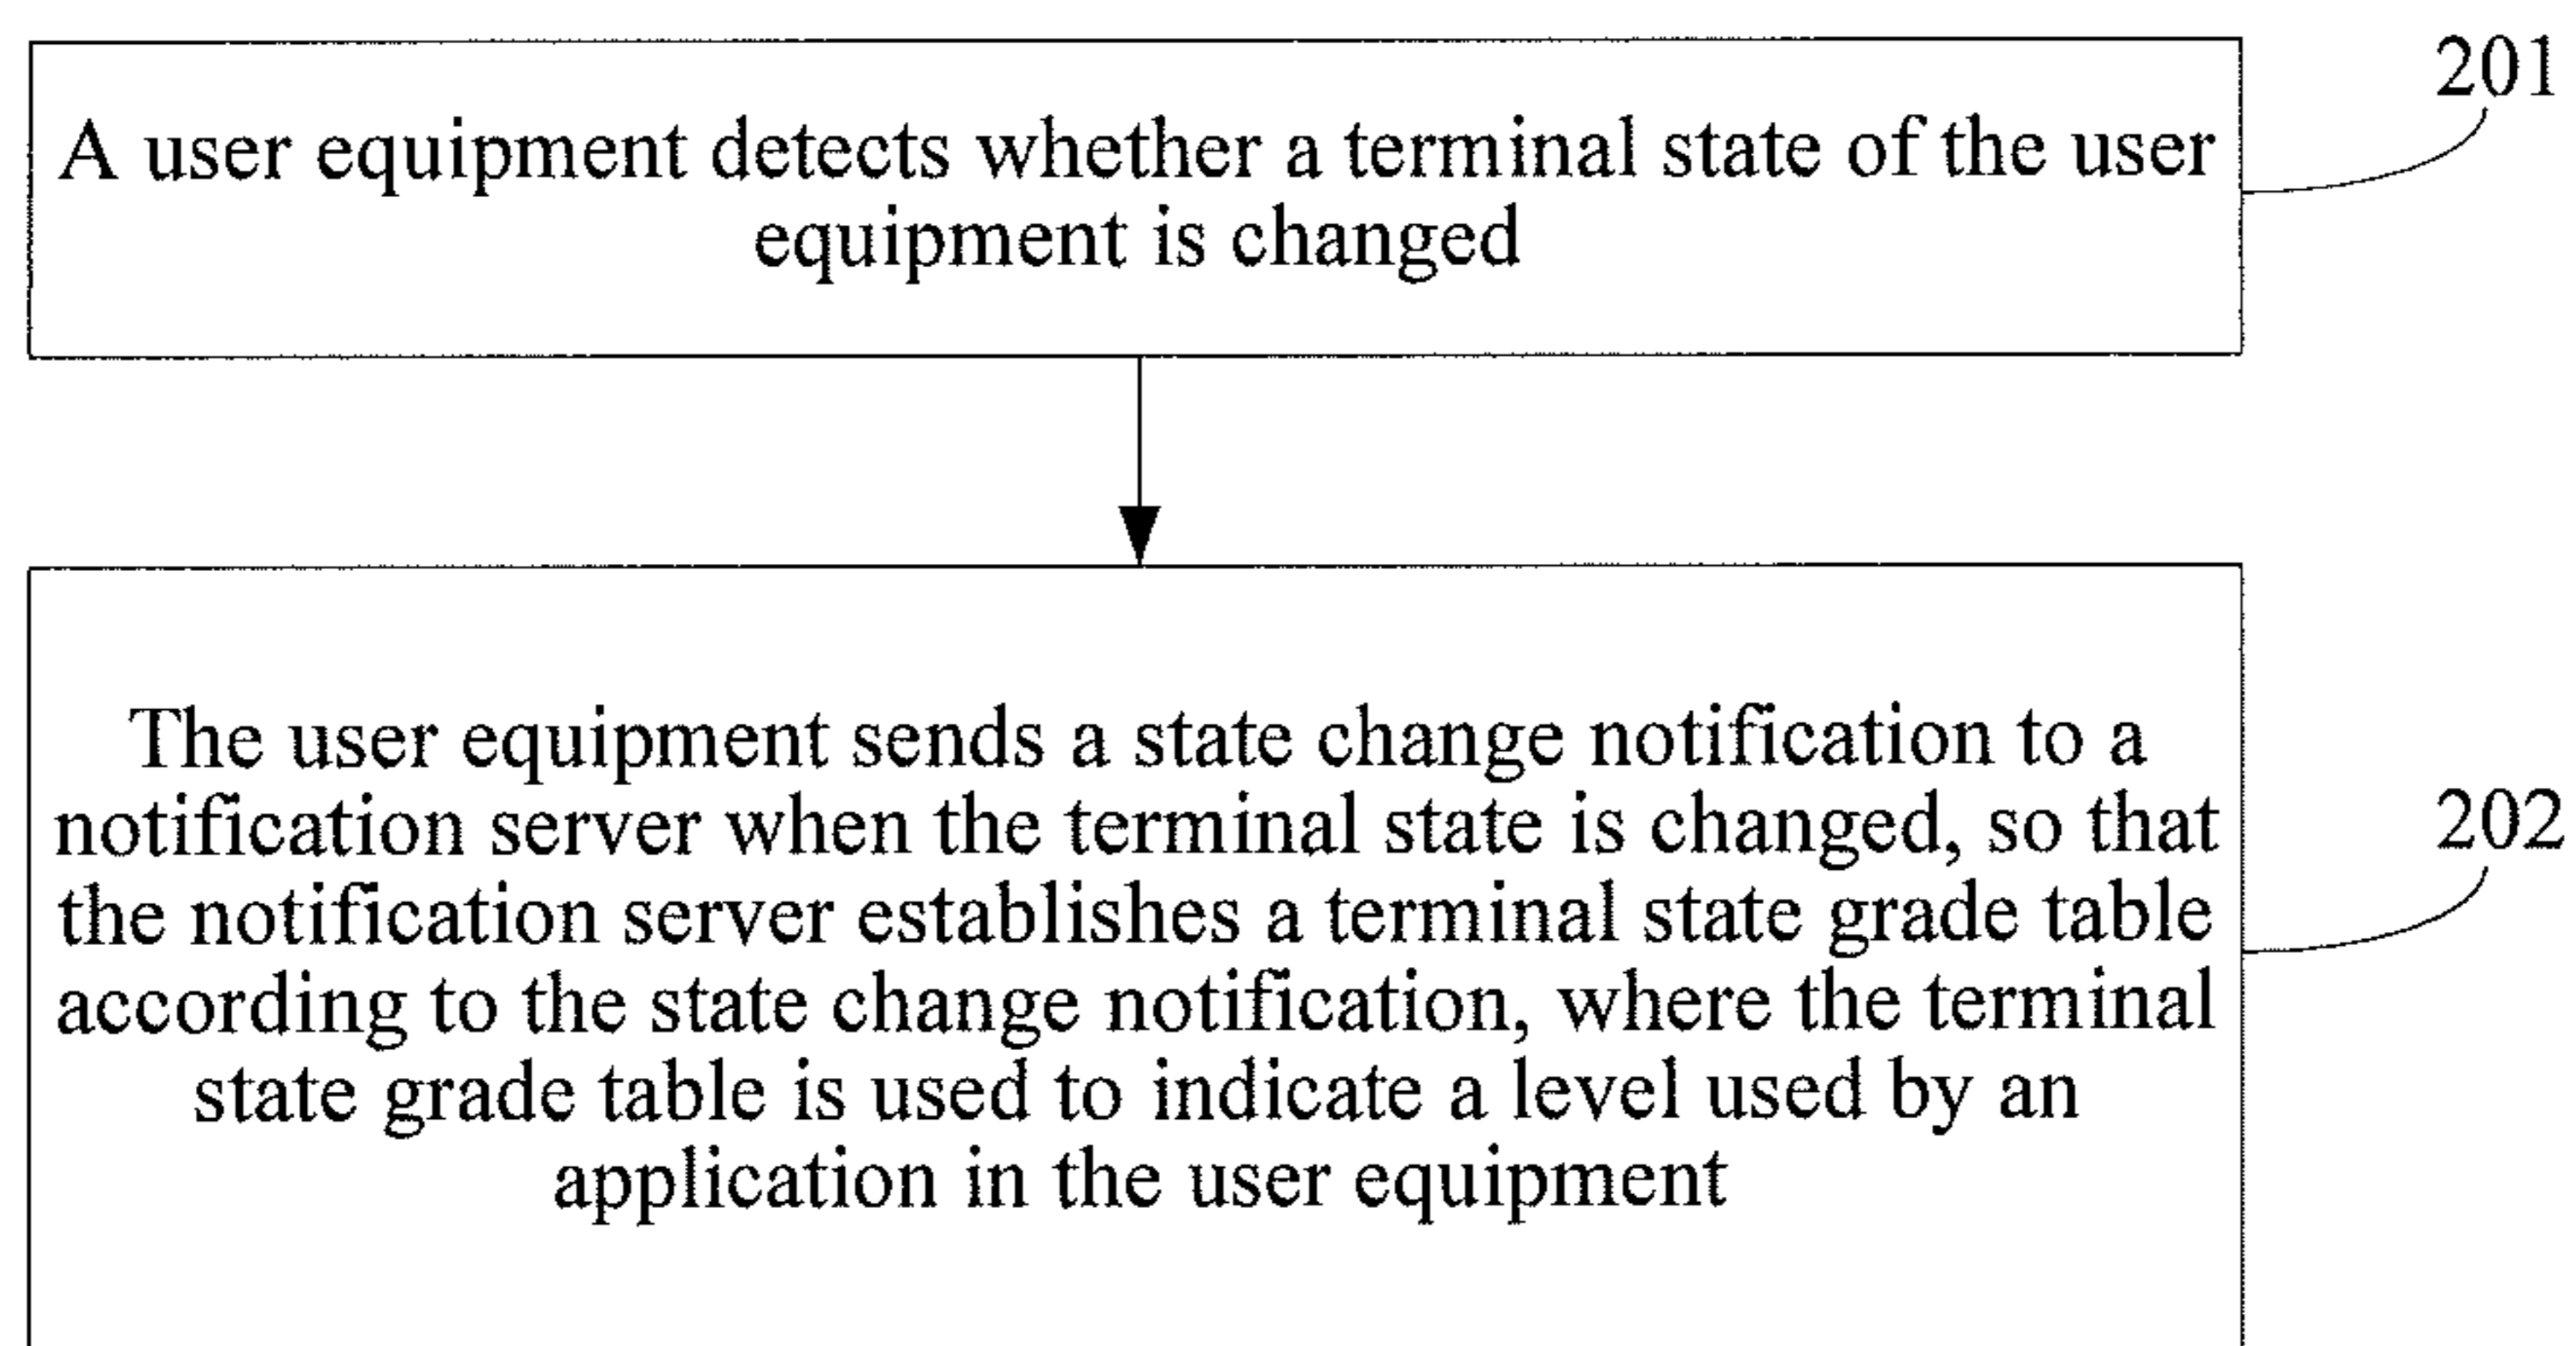 201
A user equipment detects whether a terminal state of the user
equipment is changed
The user equipment sends a state change notification to a
notification server when the terminal state is changed, so that
the notification server establishes a terminal state grade table
according to the state change notification, where the terminal
state grade table is used to indicate a level used by an
application in the user equipment
202